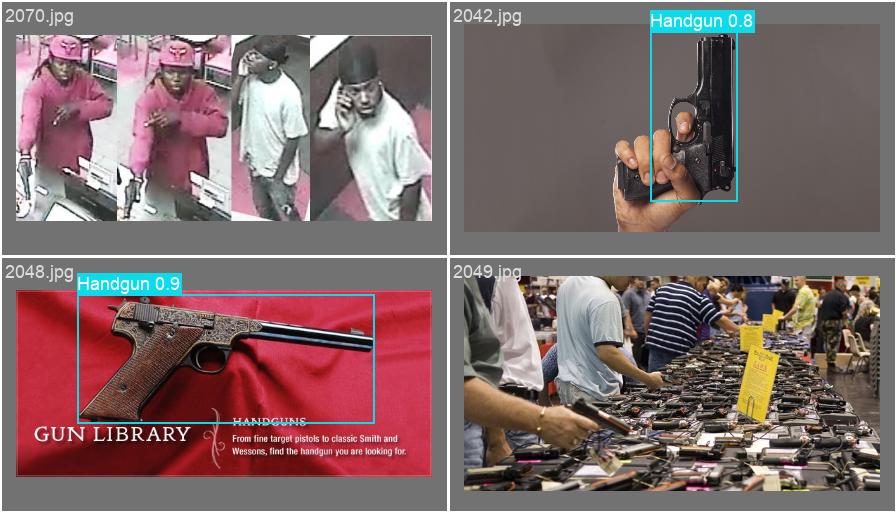 2070.jpg
2042.jpg
Handgun 0.8
2048.jpg
Handgun 0.9
GUN LIBRARY
HANDGUNS
From fine target pistols to classic Smith and
Wessons, find the handgun you are looking for.
2049.jpg